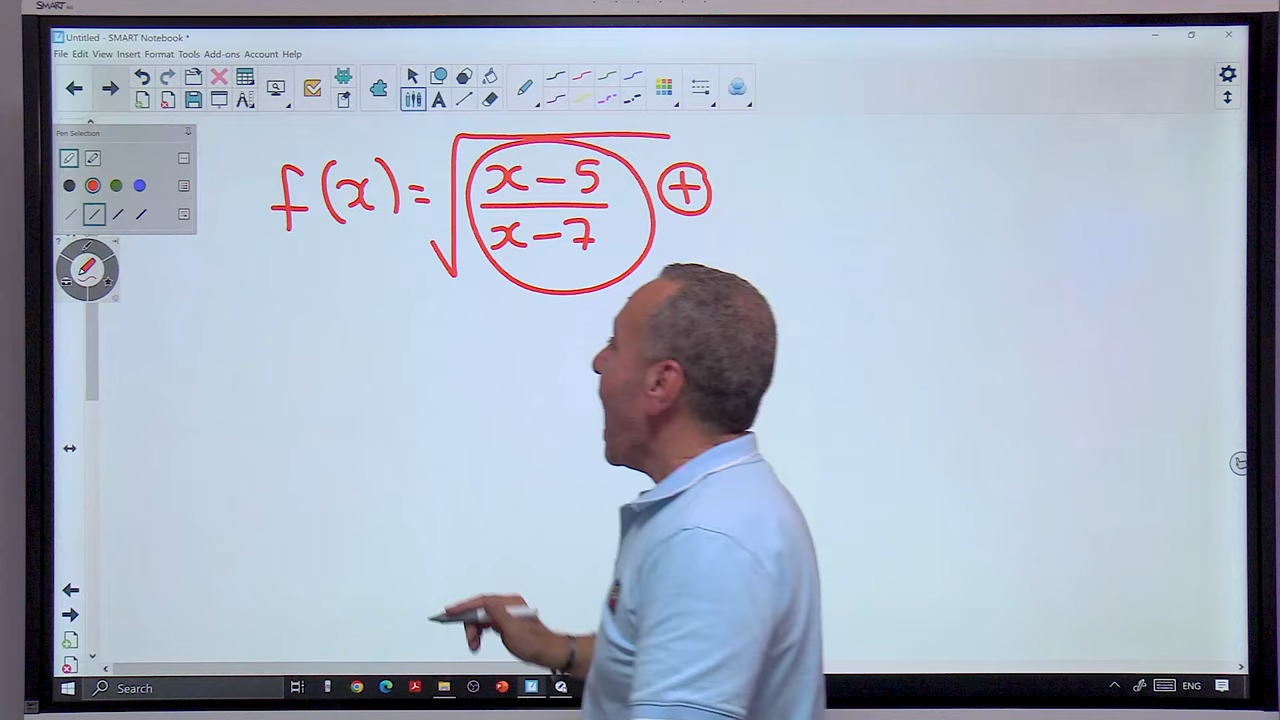 SMART
Untitled - SMART Notebook *
File Edit View Insert Format Tools Add-ons Account Help
Pen Selection
f(x) = √((x-5)/(x-7)) +
Search
ENG